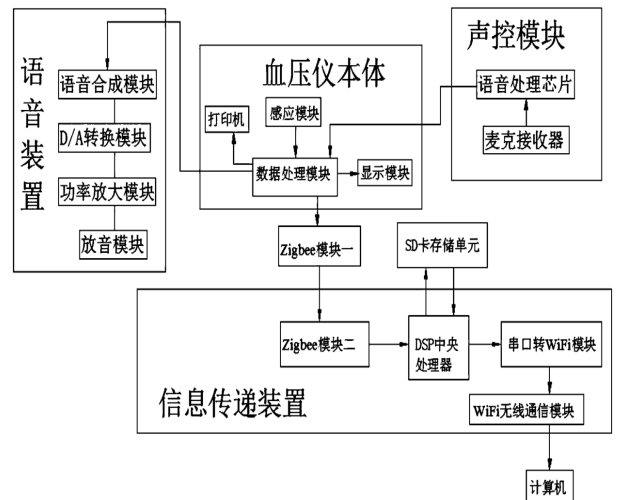 语音装置
语音合成模块
D/A转换模块
功率放大模块
放音模块
血压仪本体
打印机
感应模块
数据处理模块
显示模块
声控模块
语音处理芯片
麦克接收器
Zigbee模块一
SD卡存储单元
Zigbee模块二
DSP中央
处理器
串口转WiFi模块
信息传递装置
WiFi无线通信模块
计算机